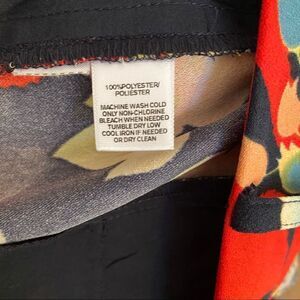 100%POLYESTER/
POLIESTER
MACHINE WASH COLD
ONLY NON-CHLORINE
BLEACH WHEN NEEDED
TUMBLE DRY LOW
COOL IRON IF NEEDED
OR DRY CLEAN